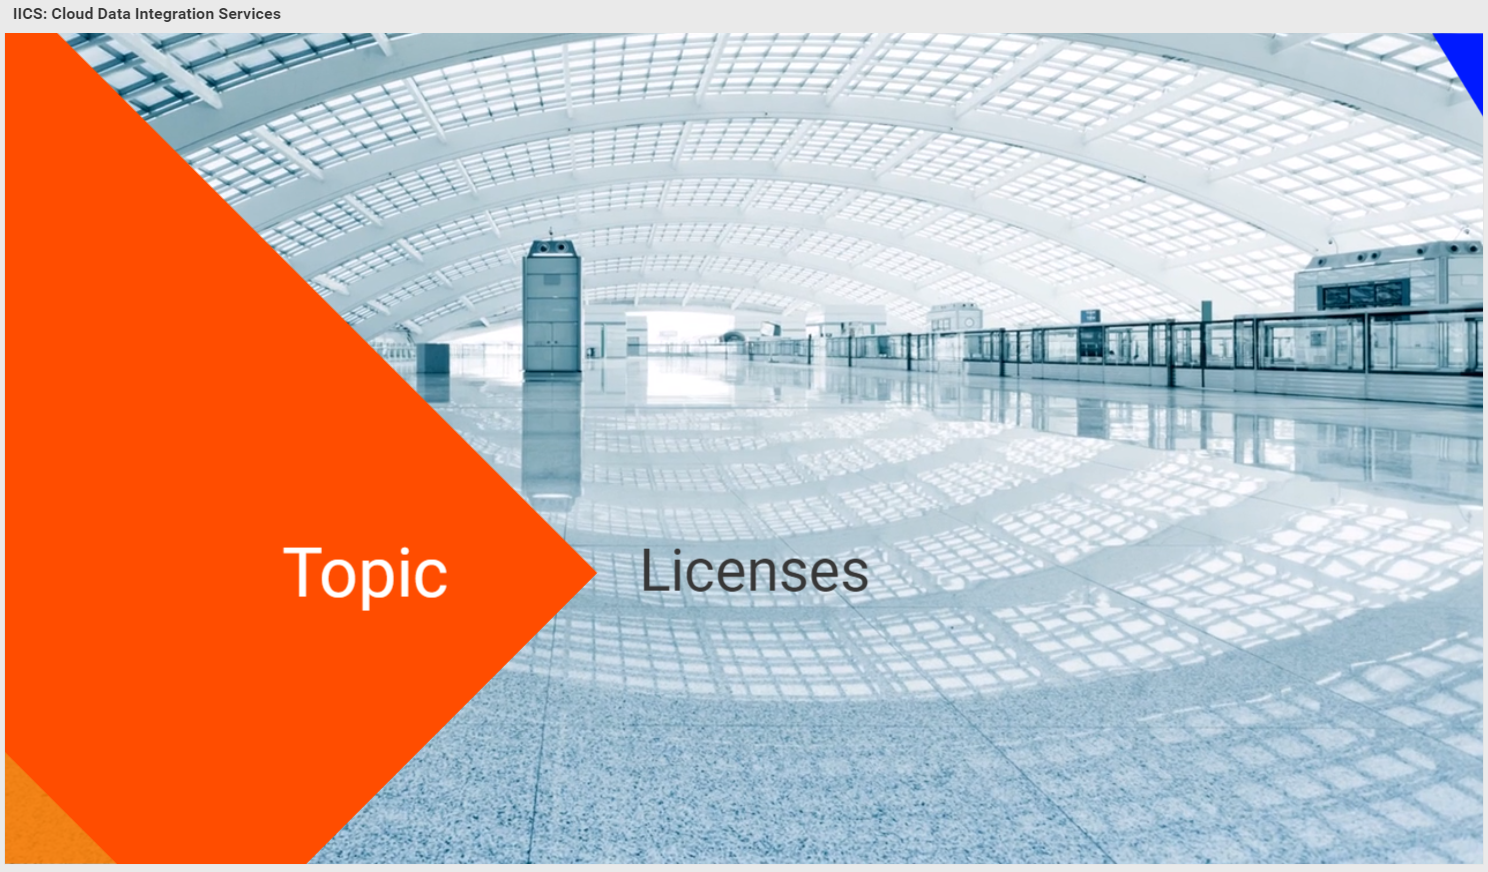 IICS: Cloud Data Integration Services
Topic
Licenses